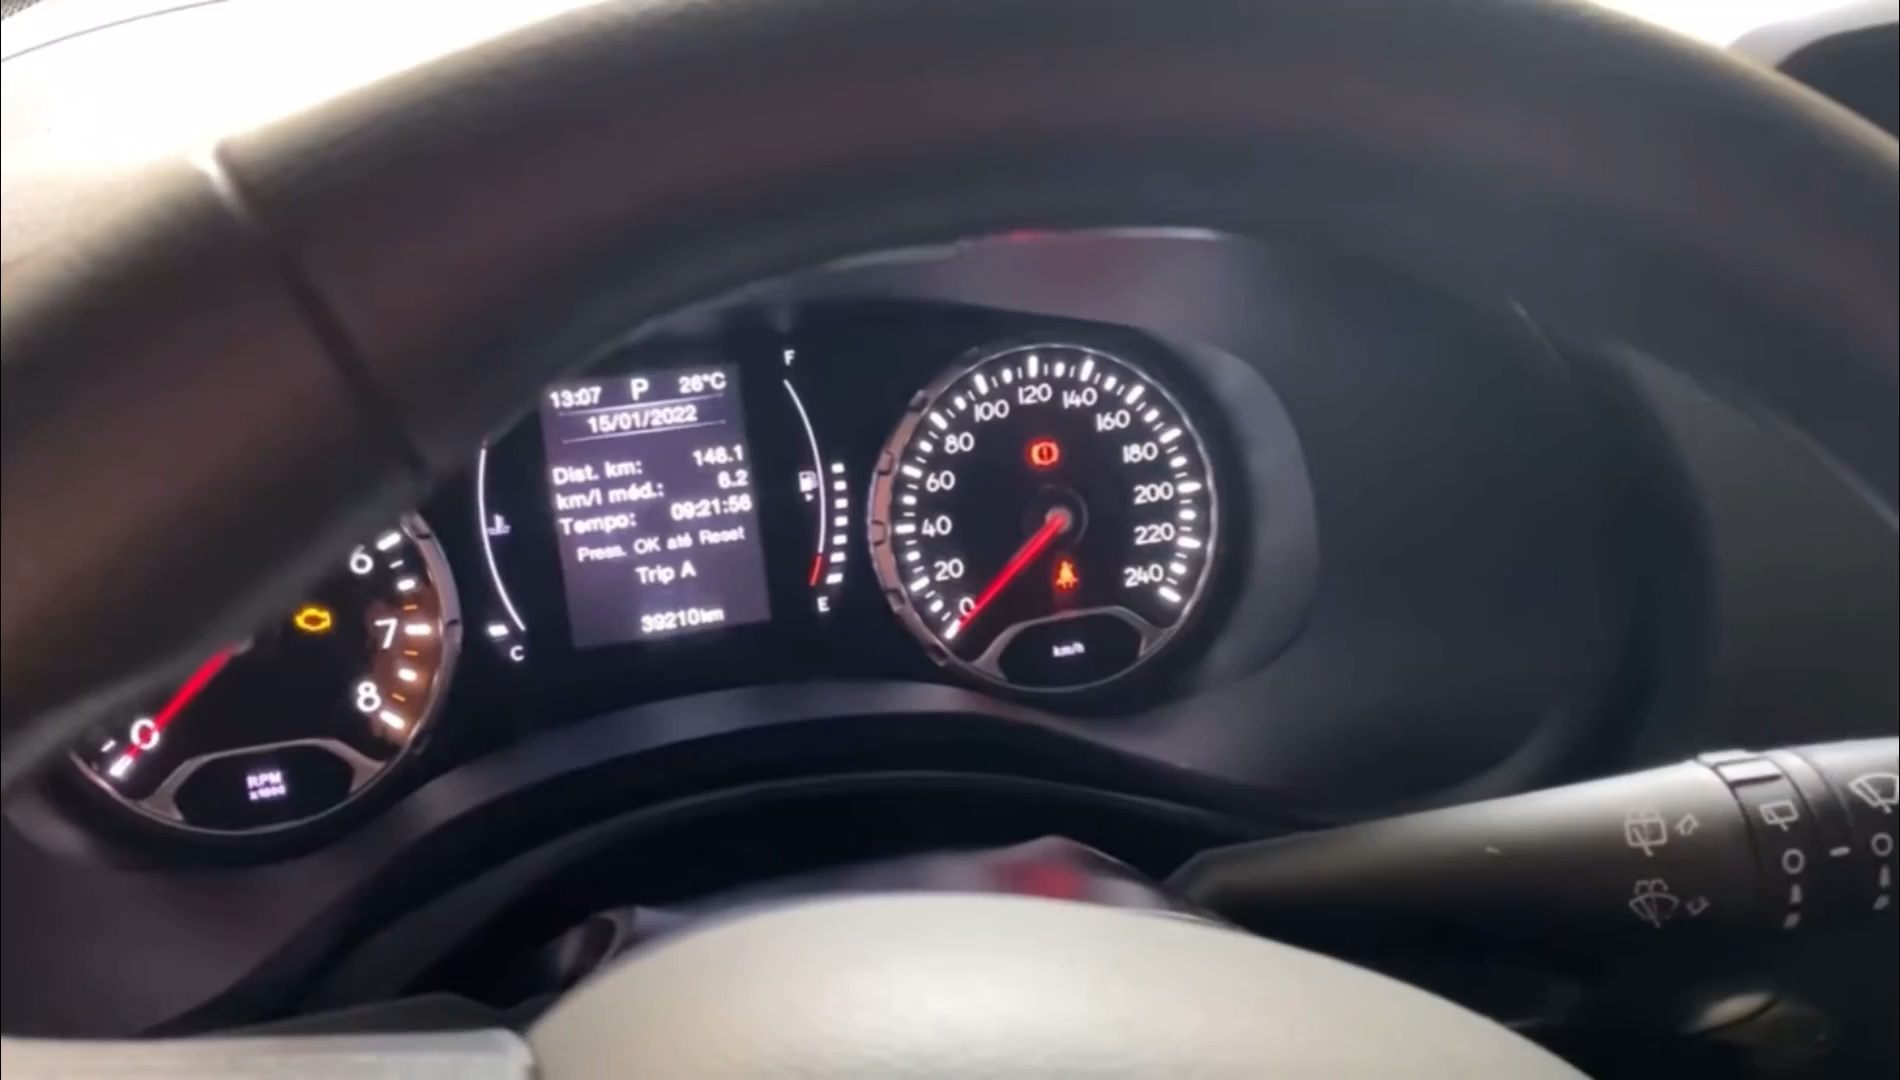 13:07 P 26°C
15/01/2022
Dist. km: 146.1
km/l méd.: 6.2
Tempo: 09:21:56
Press. OK até Reset
Trip A
39210km
F
E
C
6
7
8
0
RPM
x1000
0
20
40
60
80
100
120
140
160
180
200
220
240
km/h